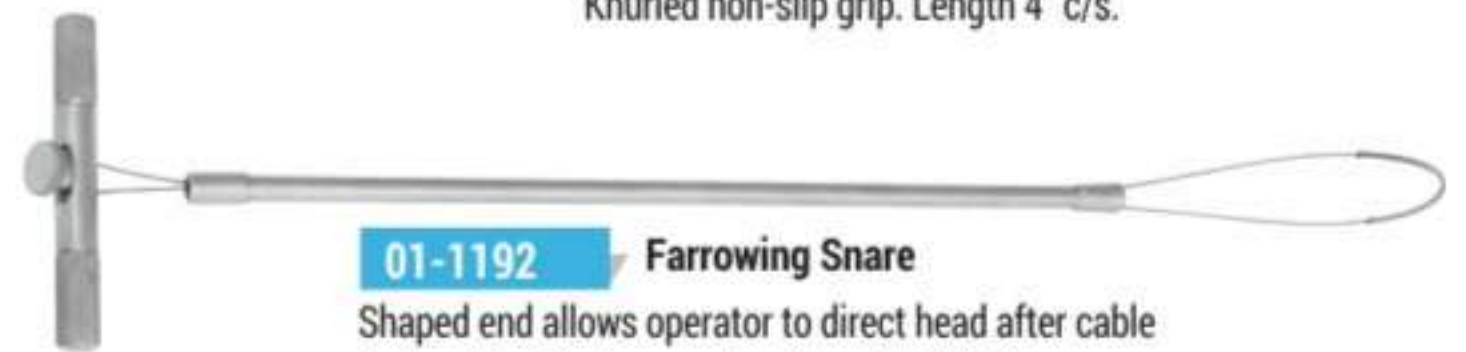 Knurled non-slip grip. Length 4" c/s.
01-1192 Farrowing Snare
Shaped end allows operator to direct head after cable